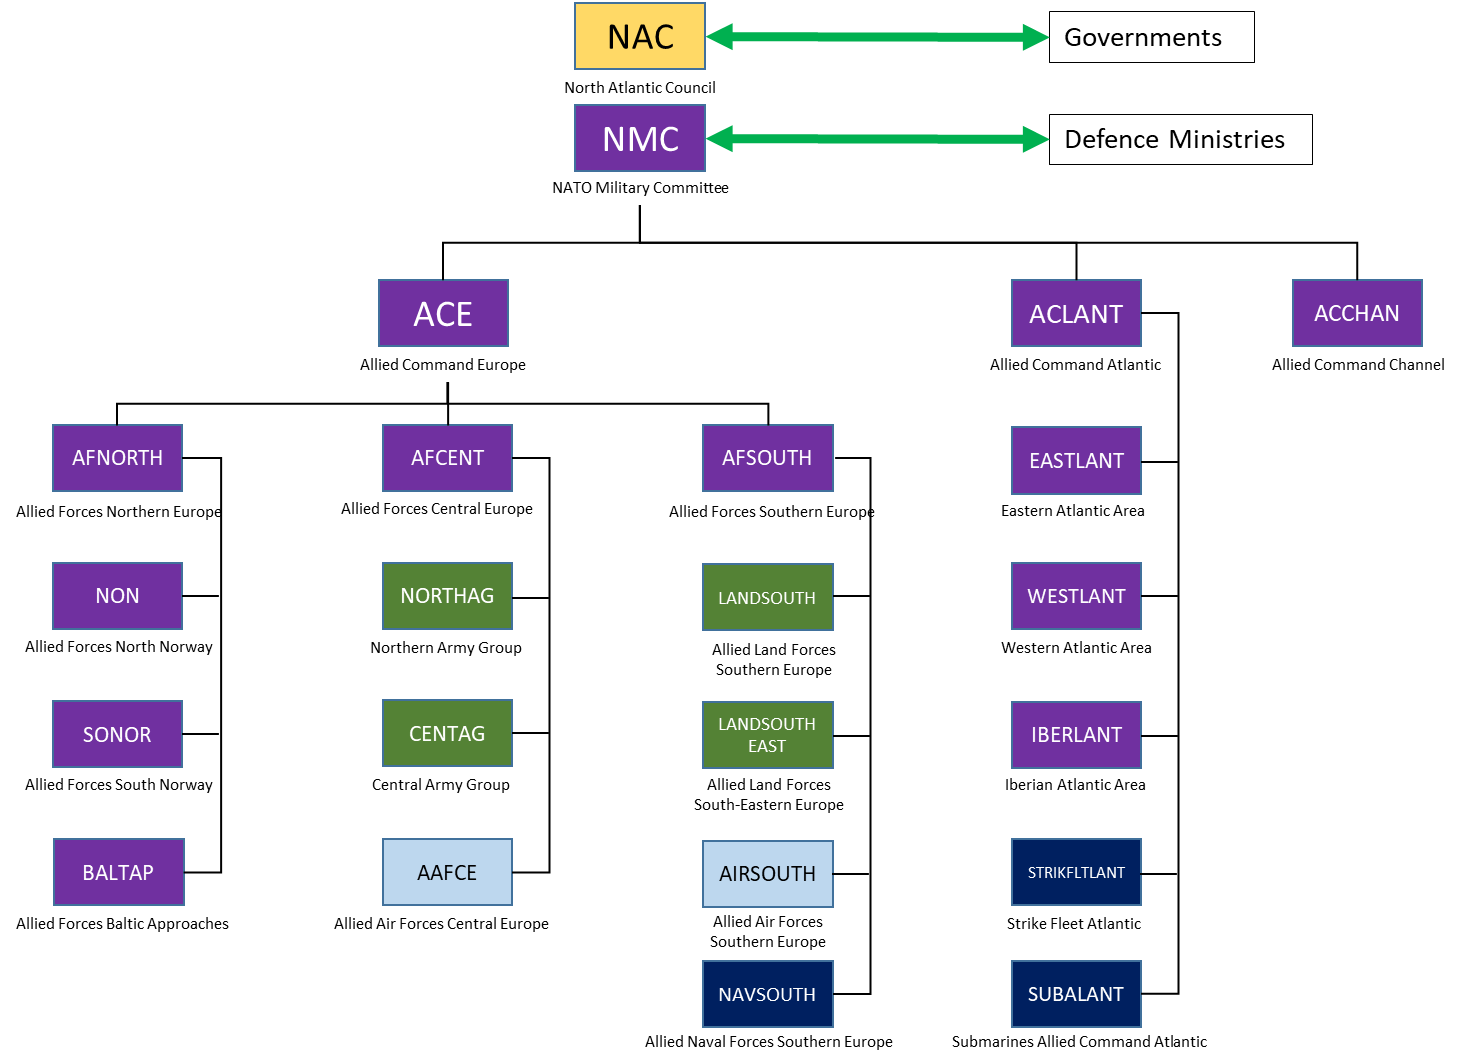 NAC
Governments
North Atlantic Council
NMC
Defence Ministries
NATO Military Committee
ACE
ACLANT
ACCHAN
Allied Command Europe
Allied Command Atlantic
Allied Command Channel
AFNORTH
AFCENT
AFSOUTH
EASTLANT
Allied Forces Northern Europe
Allied Forces Central Europe
Allied Forces Southern Europe
Eastern Atlantic Area
NON
NORTHAG
LANDSOUTH
WESTLANT
Allied Forces North Norway
Northern Army Group
Allied Land Forces
Southern Europe
Western Atlantic Area
SONOR
CENTAG
LANDSOUTH
EAST
IBERLANT
Allied Forces South Norway
Central Army Group
Allied Land Forces
South-Eastern Europe
Iberian Atlantic Area
BALTAP
AAFCE
AIRSOUTH
STRIKFLTLANT
Allied Forces Baltic Approaches
Allied Air Forces Central Europe
Allied Air Forces
Southern Europe
Strike Fleet Atlantic
NAVSOUTH
SUBALANT
Allied Naval Forces Southern Europe
Submarines Allied Command Atlantic